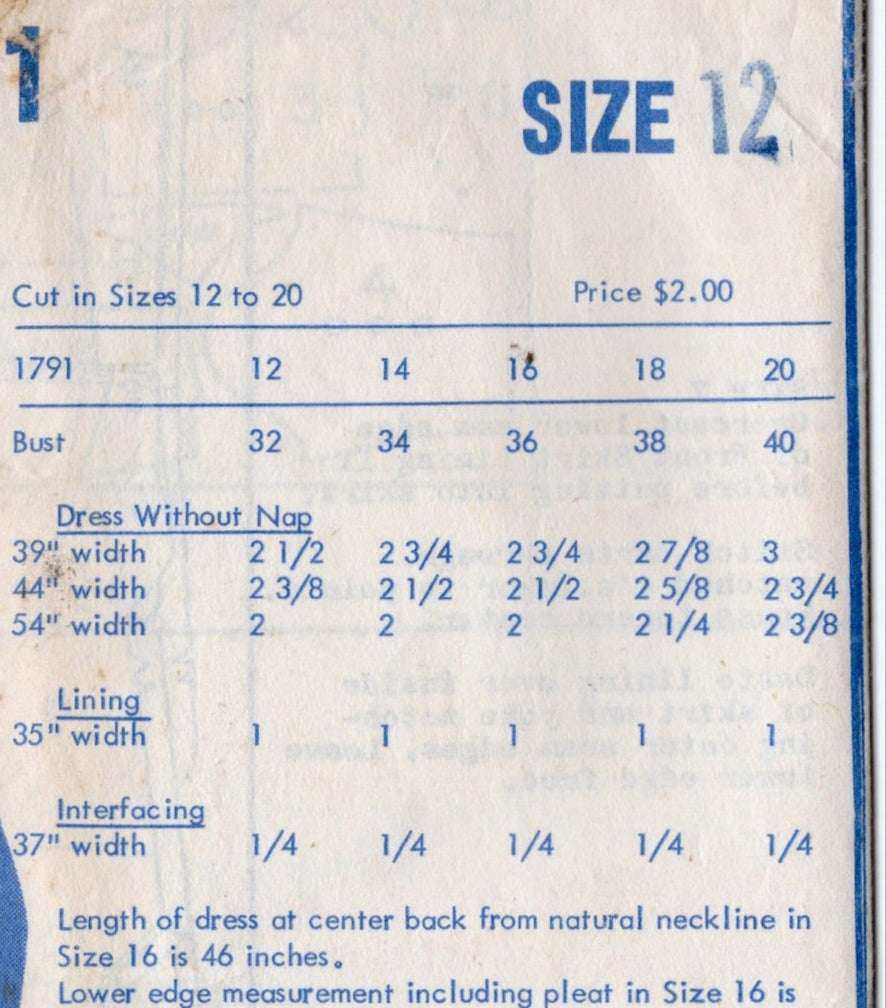 1
SIZE 12
Cut in Sizes 12 to 20 Price $2.00
1791 12 14 16 18 20
Bust 32 34 36 38 40
Dress Without Nap
39" width 2 1/2 2 3/4 2 3/4 2 7/8 3
44" width 2 3/8 2 1/2 2 1/2 2 5/8 2 3/4
54" width 2 2 2 2 1/4 2 3/8
Lining
35" width 1 1 1 1 1
Interfacing
37" width 1/4 1/4 1/4 1/4 1/4
Length of dress at center back from natural neckline in
Size 16 is 46 inches.
Lower edge measurement including pleat in Size 16 is